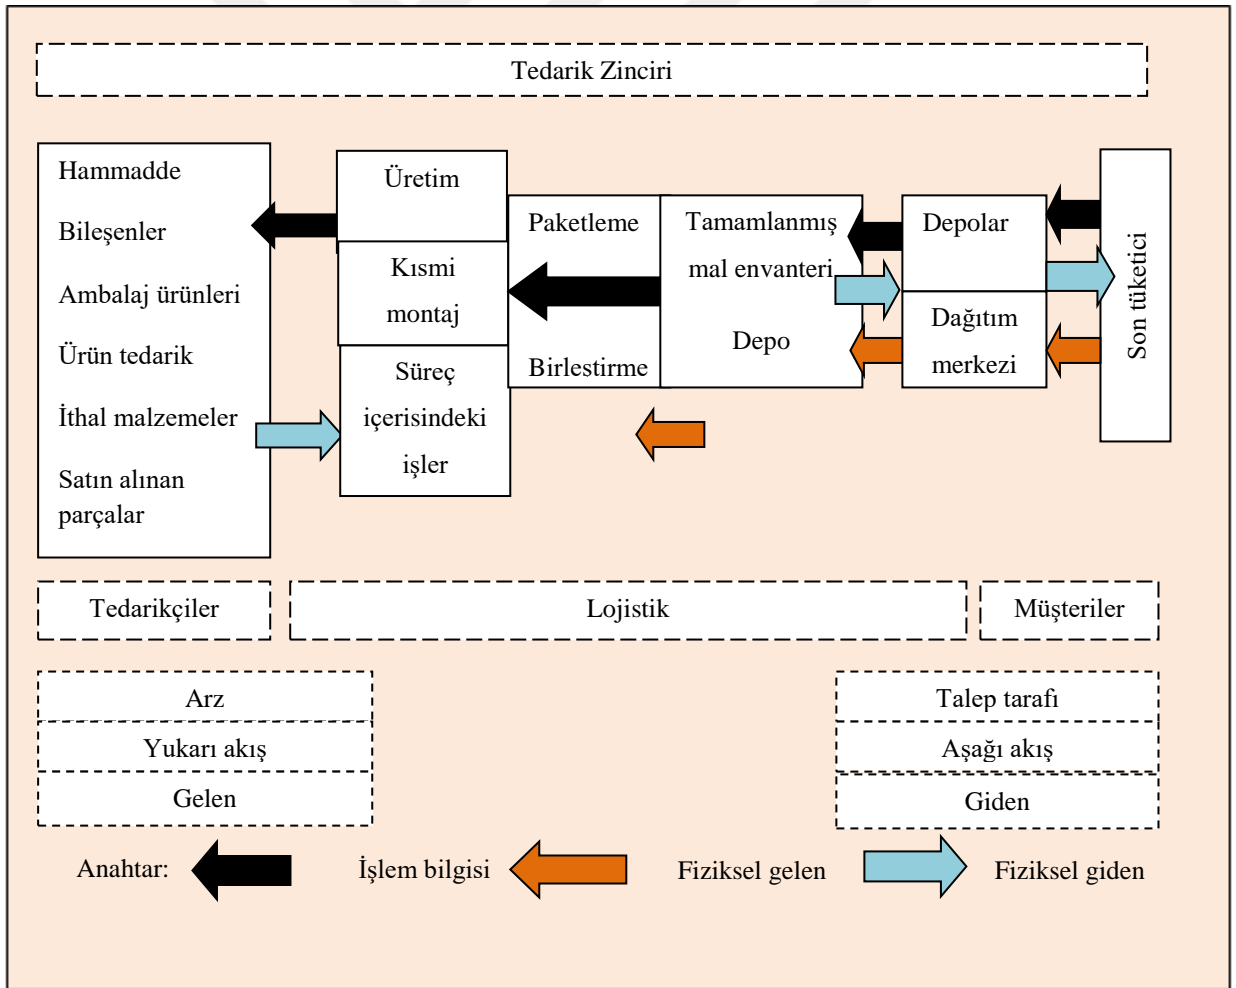 Tedarik Zinciri
Hammadde
Bileşenler
Ambalaj ürünleri
Ürün tedarik
İthal malzemeler
Satın alınan
parçalar
Üretim
Kısmi
montaj
Süreç
içerisindeki
işler
Paketleme
Birlestirme
Tamamlanmış
mal envanteri
Depo
Depolar
Dağıtım
merkezi
Son tüketici
Tedarikçiler
Lojistik
Müşteriler
Arz
Yukarı akış
Gelen
Talep tarafı
Aşağı akış
Giden
Anahtar: İşlem bilgisi Fiziksel gelen Fiziksel giden